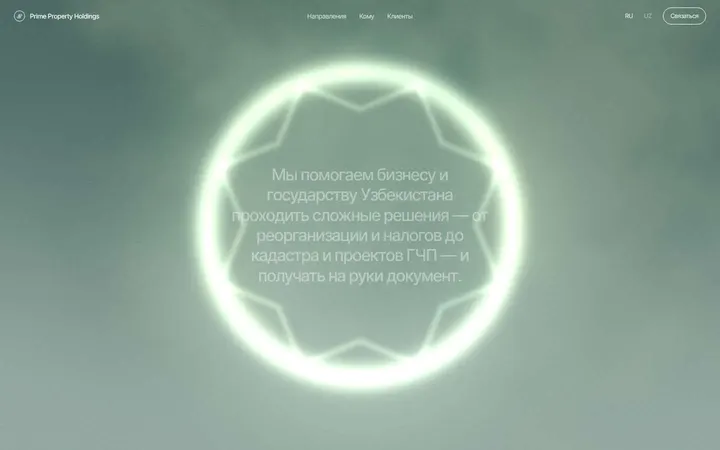 Prime Property Holdings
Направление Кому Клиенты
RU UZ Связаться
Мы помогаем бизнесу и
государству Узбекистана
проходить сложные решения — от
реорганизации и налогов до
кадастра и проектов ГЧП — и
получать на руки документ.